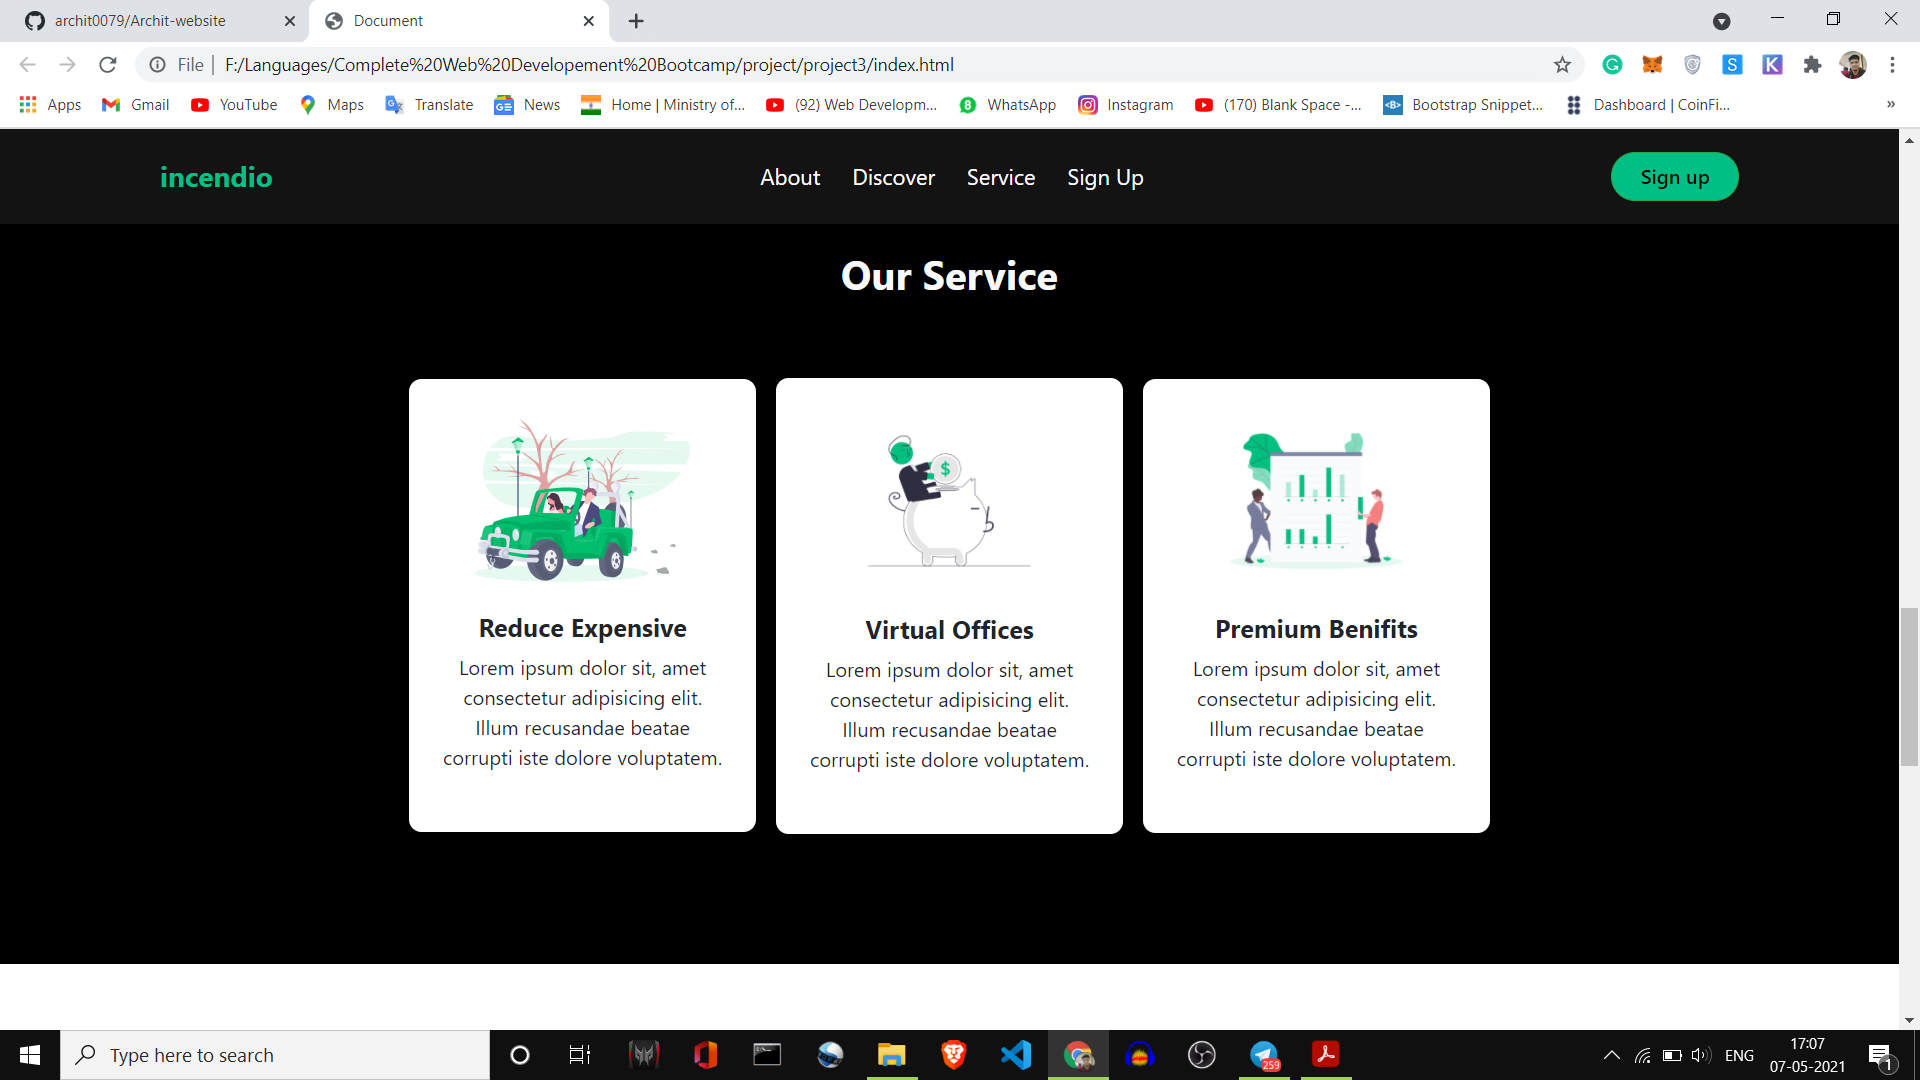 archit0079/Archit-website
Document
File
F:/Languages/Complete%20Web%20Developement%20Bootcamp/project/project3/index.html
Apps
Gmail
YouTube
Maps
Translate
News
Home | Ministry of...
(92) Web Developm...
WhatsApp
Instagram
(170) Blank Space -...
Bootstrap Snippet...
Dashboard | CoinFi...
incendio
About
Discover
Service
Sign Up
Sign up
Our Service
Reduce Expensive
Lorem ipsum dolor sit, amet
consectetur adipisicing elit.
Illum recusandae beatae
corrupti iste dolore voluptatem.
Virtual Offices
Lorem ipsum dolor sit, amet
consectetur adipisicing elit.
Illum recusandae beatae
corrupti iste dolore voluptatem.
Premium Benifits
Lorem ipsum dolor sit, amet
consectetur adipisicing elit.
Illum recusandae beatae
corrupti iste dolore voluptatem.
Type here to search
259
ENG
17:07
07-05-2021
1